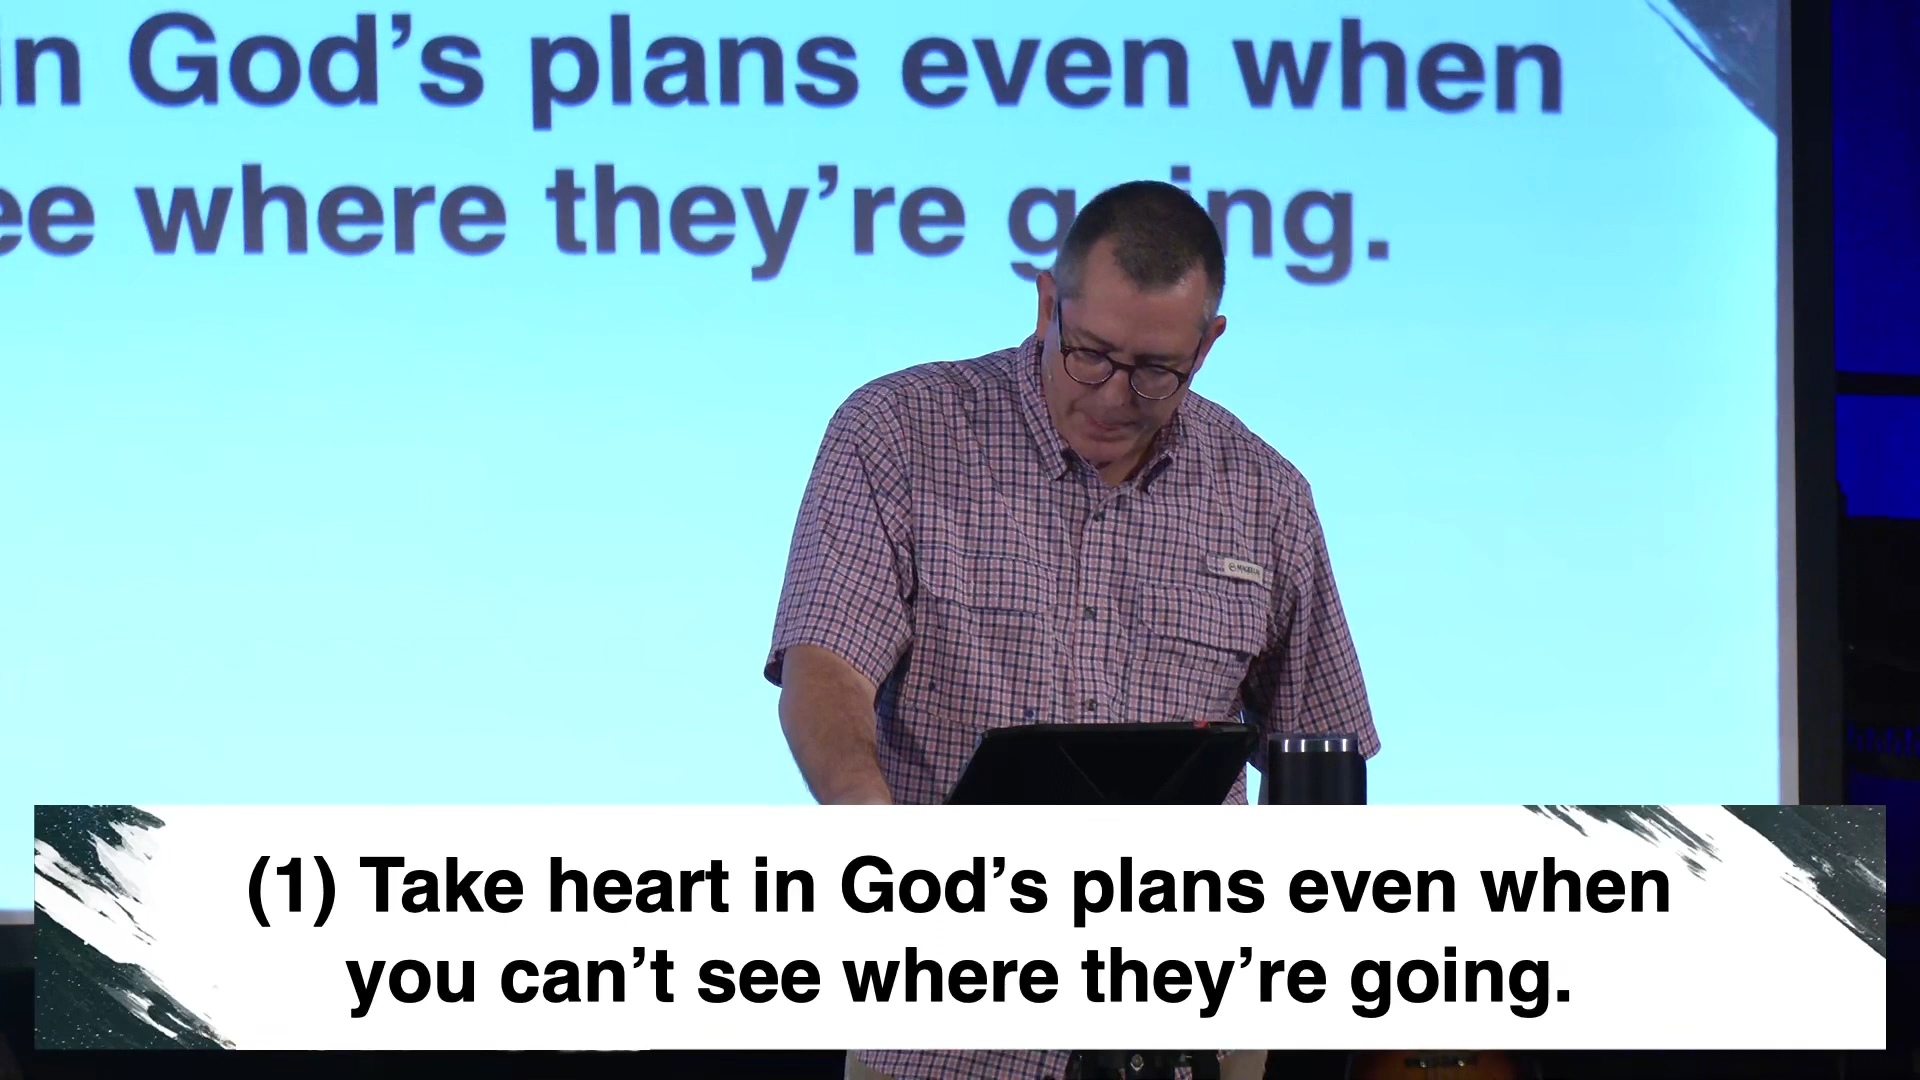 in God’s plans even when
ee where they’re going.
(1) Take heart in God’s plans even when
you can’t see where they’re going.